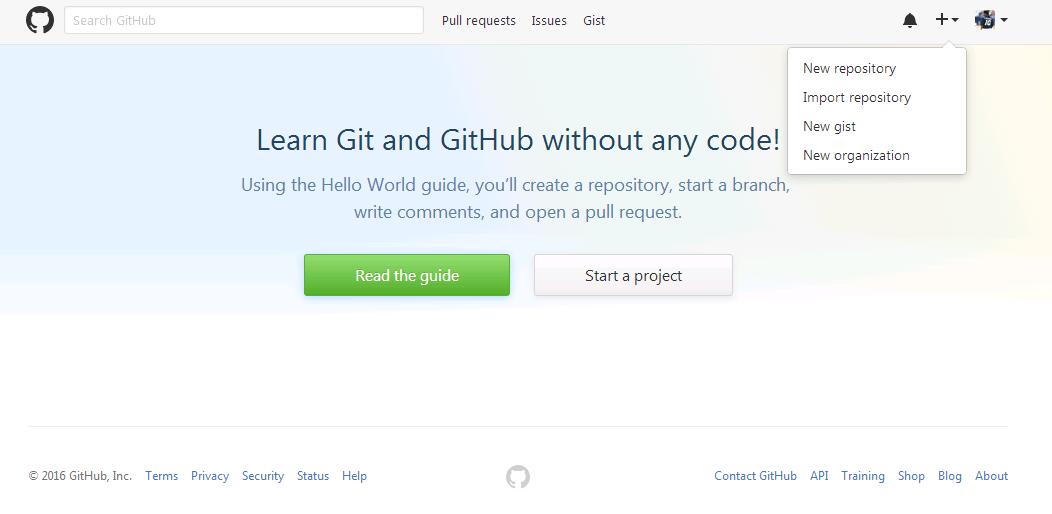 Search GitHub
Pull requests Issues Gist
New repository
Import repository
New gist
New organization
Learn Git and GitHub without any code!
Using the Hello World guide, you’ll create a repository, start a branch,
write comments, and open a pull request.
Read the guide Start a project
© 2016 GitHub, Inc. Terms Privacy Security Status Help Contact GitHub API Training Shop Blog About